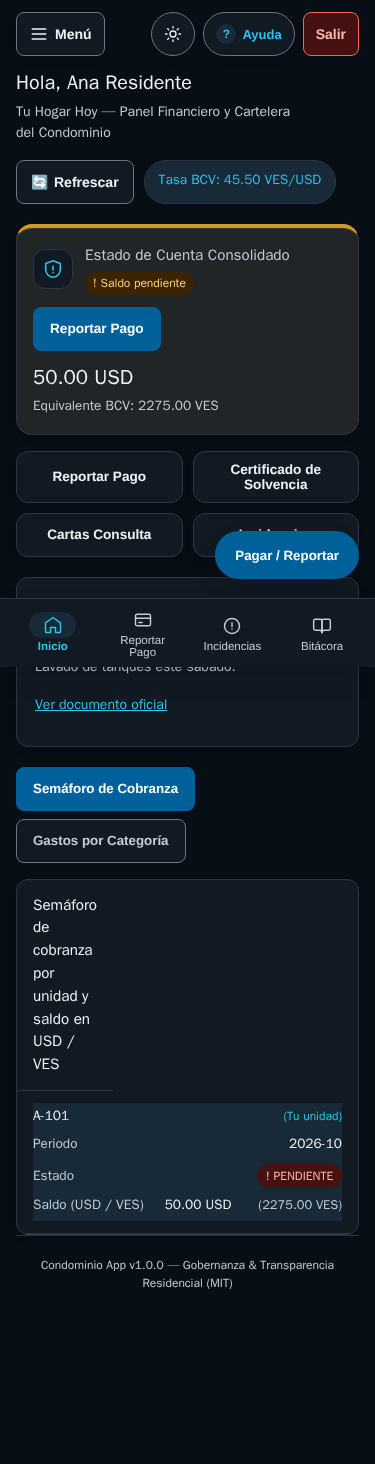 Menú
? Ayuda
Salir
Hola, Ana Residente
Tu Hogar Hoy — Panel Financiero y Cartelera
del Condominio
Refrescar
Tasa BCV: 45.50 VES/USD
Estado de Cuenta Consolidado
! Saldo pendiente
Reportar Pago
50.00 USD
Equivalente BCV: 2275.00 VES
Reportar Pago
Certificado de
Solvencia
Cartas Consulta
Pagar / Reportar
Inicio
Reportar
Pago
Incidencias
Bitácora
Lavado de tanques este sábado.
Ver documento oficial
Semáforo de Cobranza
Gastos por Categoría
Semáforo
de
cobranza
por
unidad y
saldo en
USD /
VES
A-101 (Tu unidad)
Periodo 2026-10
Estado ! PENDIENTE
Saldo (USD / VES) 50.00 USD (2275.00 VES)
Condominio App v1.0.0 — Gobernanza & Transparencia
Residencial (MIT)